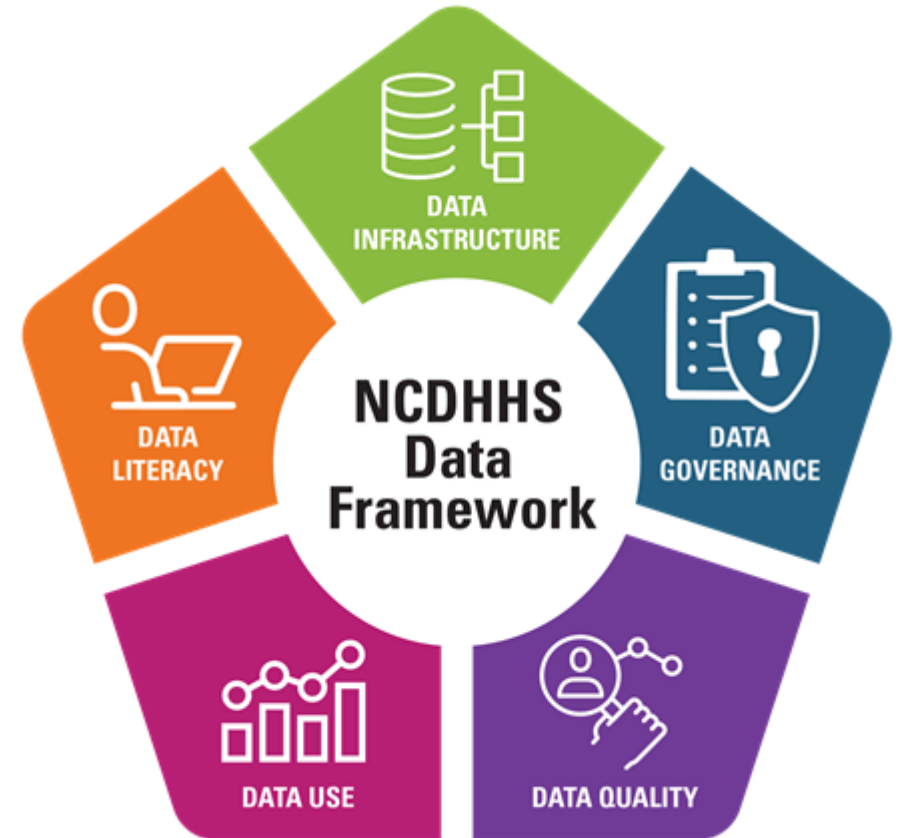 DATA
INFRASTRUCTURE
DATA
LITERACY
NCDHHS
Data
Framework
DATA
GOVERNANCE
DATA USE
DATA QUALITY